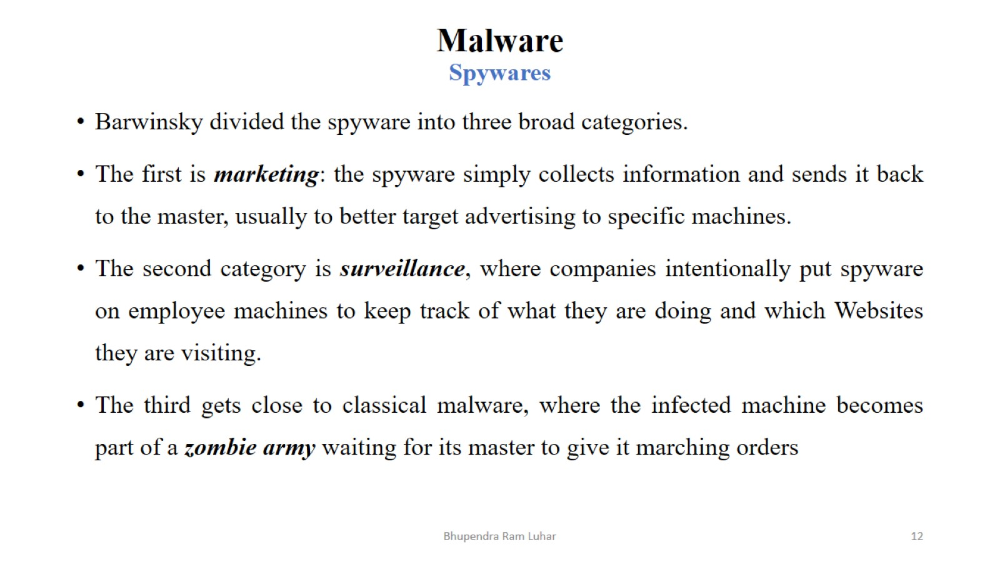 Malware
Spywares
• Barwinsky divided the spyware into three broad categories.
• The first is marketing: the spyware simply collects information and sends it back
to the master, usually to better target advertising to specific machines.
• The second category is surveillance, where companies intentionally put spyware
on employee machines to keep track of what they are doing and which Websites
they are visiting.
• The third gets close to classical malware, where the infected machine becomes
part of a zombie army waiting for its master to give it marching orders
Bhupendra Ram Luhar
12